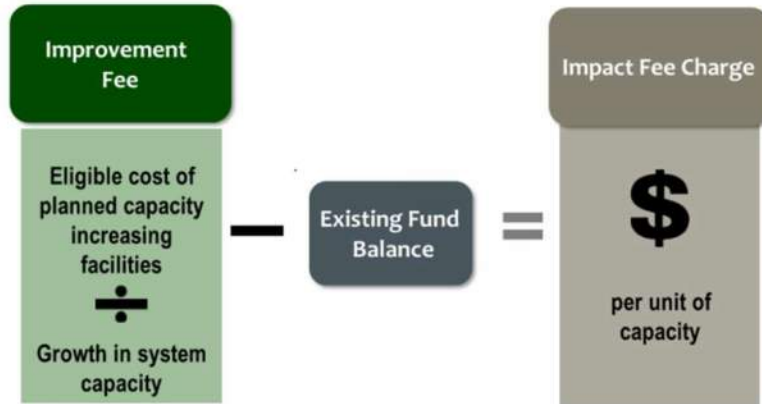 Improvement
Fee
Eligible cost of
planned capacity
increasing
facilities
÷
Growth in system
capacity
−
Existing Fund
Balance
=
Impact Fee Charge
$
per unit of
capacity